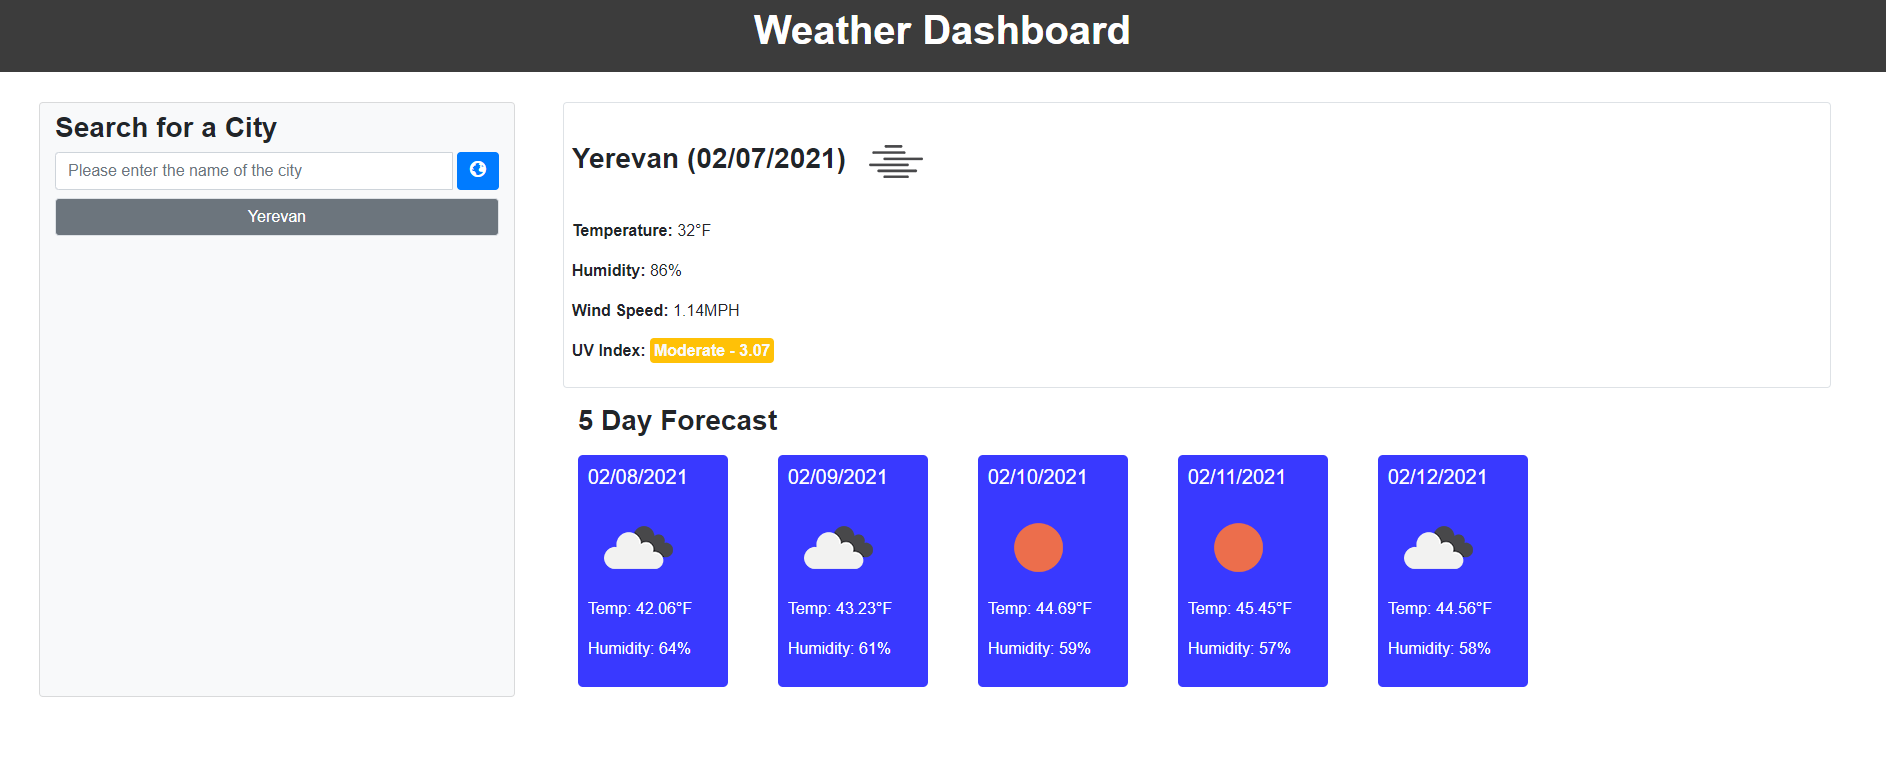 Weather Dashboard
Search for a City
Please enter the name of the city
Yerevan
Yerevan (02/07/2021)
Temperature: 32°F
Humidity: 86%
Wind Speed: 1.14MPH
UV Index: Moderate - 3.07
5 Day Forecast
02/08/2021
Temp: 42.06°F
Humidity: 64%
02/09/2021
Temp: 43.23°F
Humidity: 61%
02/10/2021
Temp: 44.69°F
Humidity: 59%
02/11/2021
Temp: 45.45°F
Humidity: 57%
02/12/2021
Temp: 44.56°F
Humidity: 58%